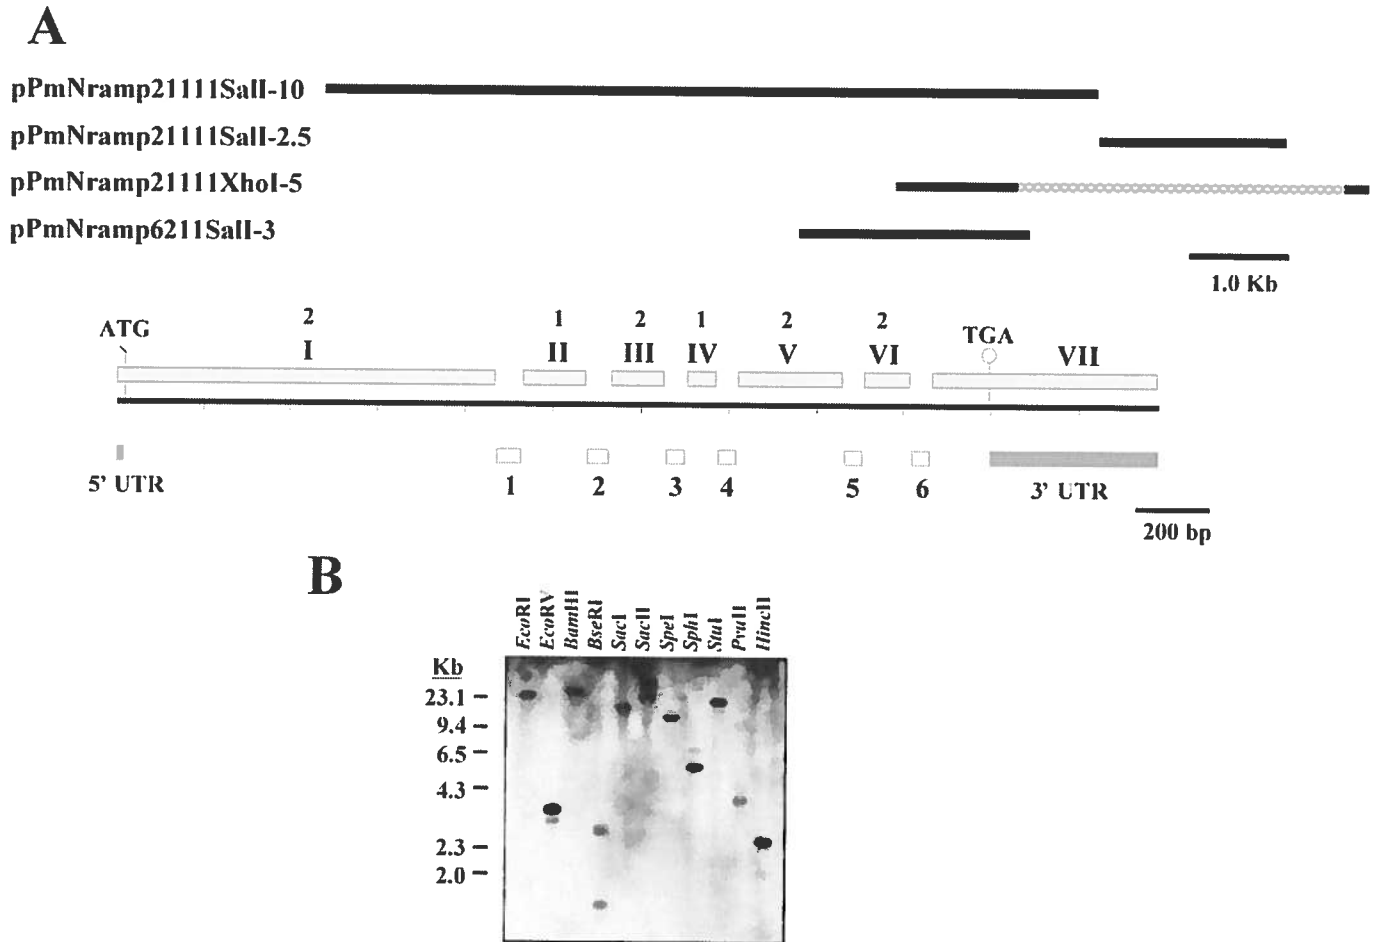 A
pPmNramp21111SalI-10
pPmNramp21111SalI-2.5
pPmNramp21111XhoI-5
pPmNramp6211SalI-3
1.0 Kb
2 1 2 1 2 2
ATG I II III IV V VI TGA VII
5' UTR 1 2 3 4 5 6 3' UTR
200 bp
B
EcoRI EcoRV BamHI BseRI SacI SacII SpeI SphI StuI PvuII HincII
Kb
23.1
9.4
6.5
4.3
2.3
2.0